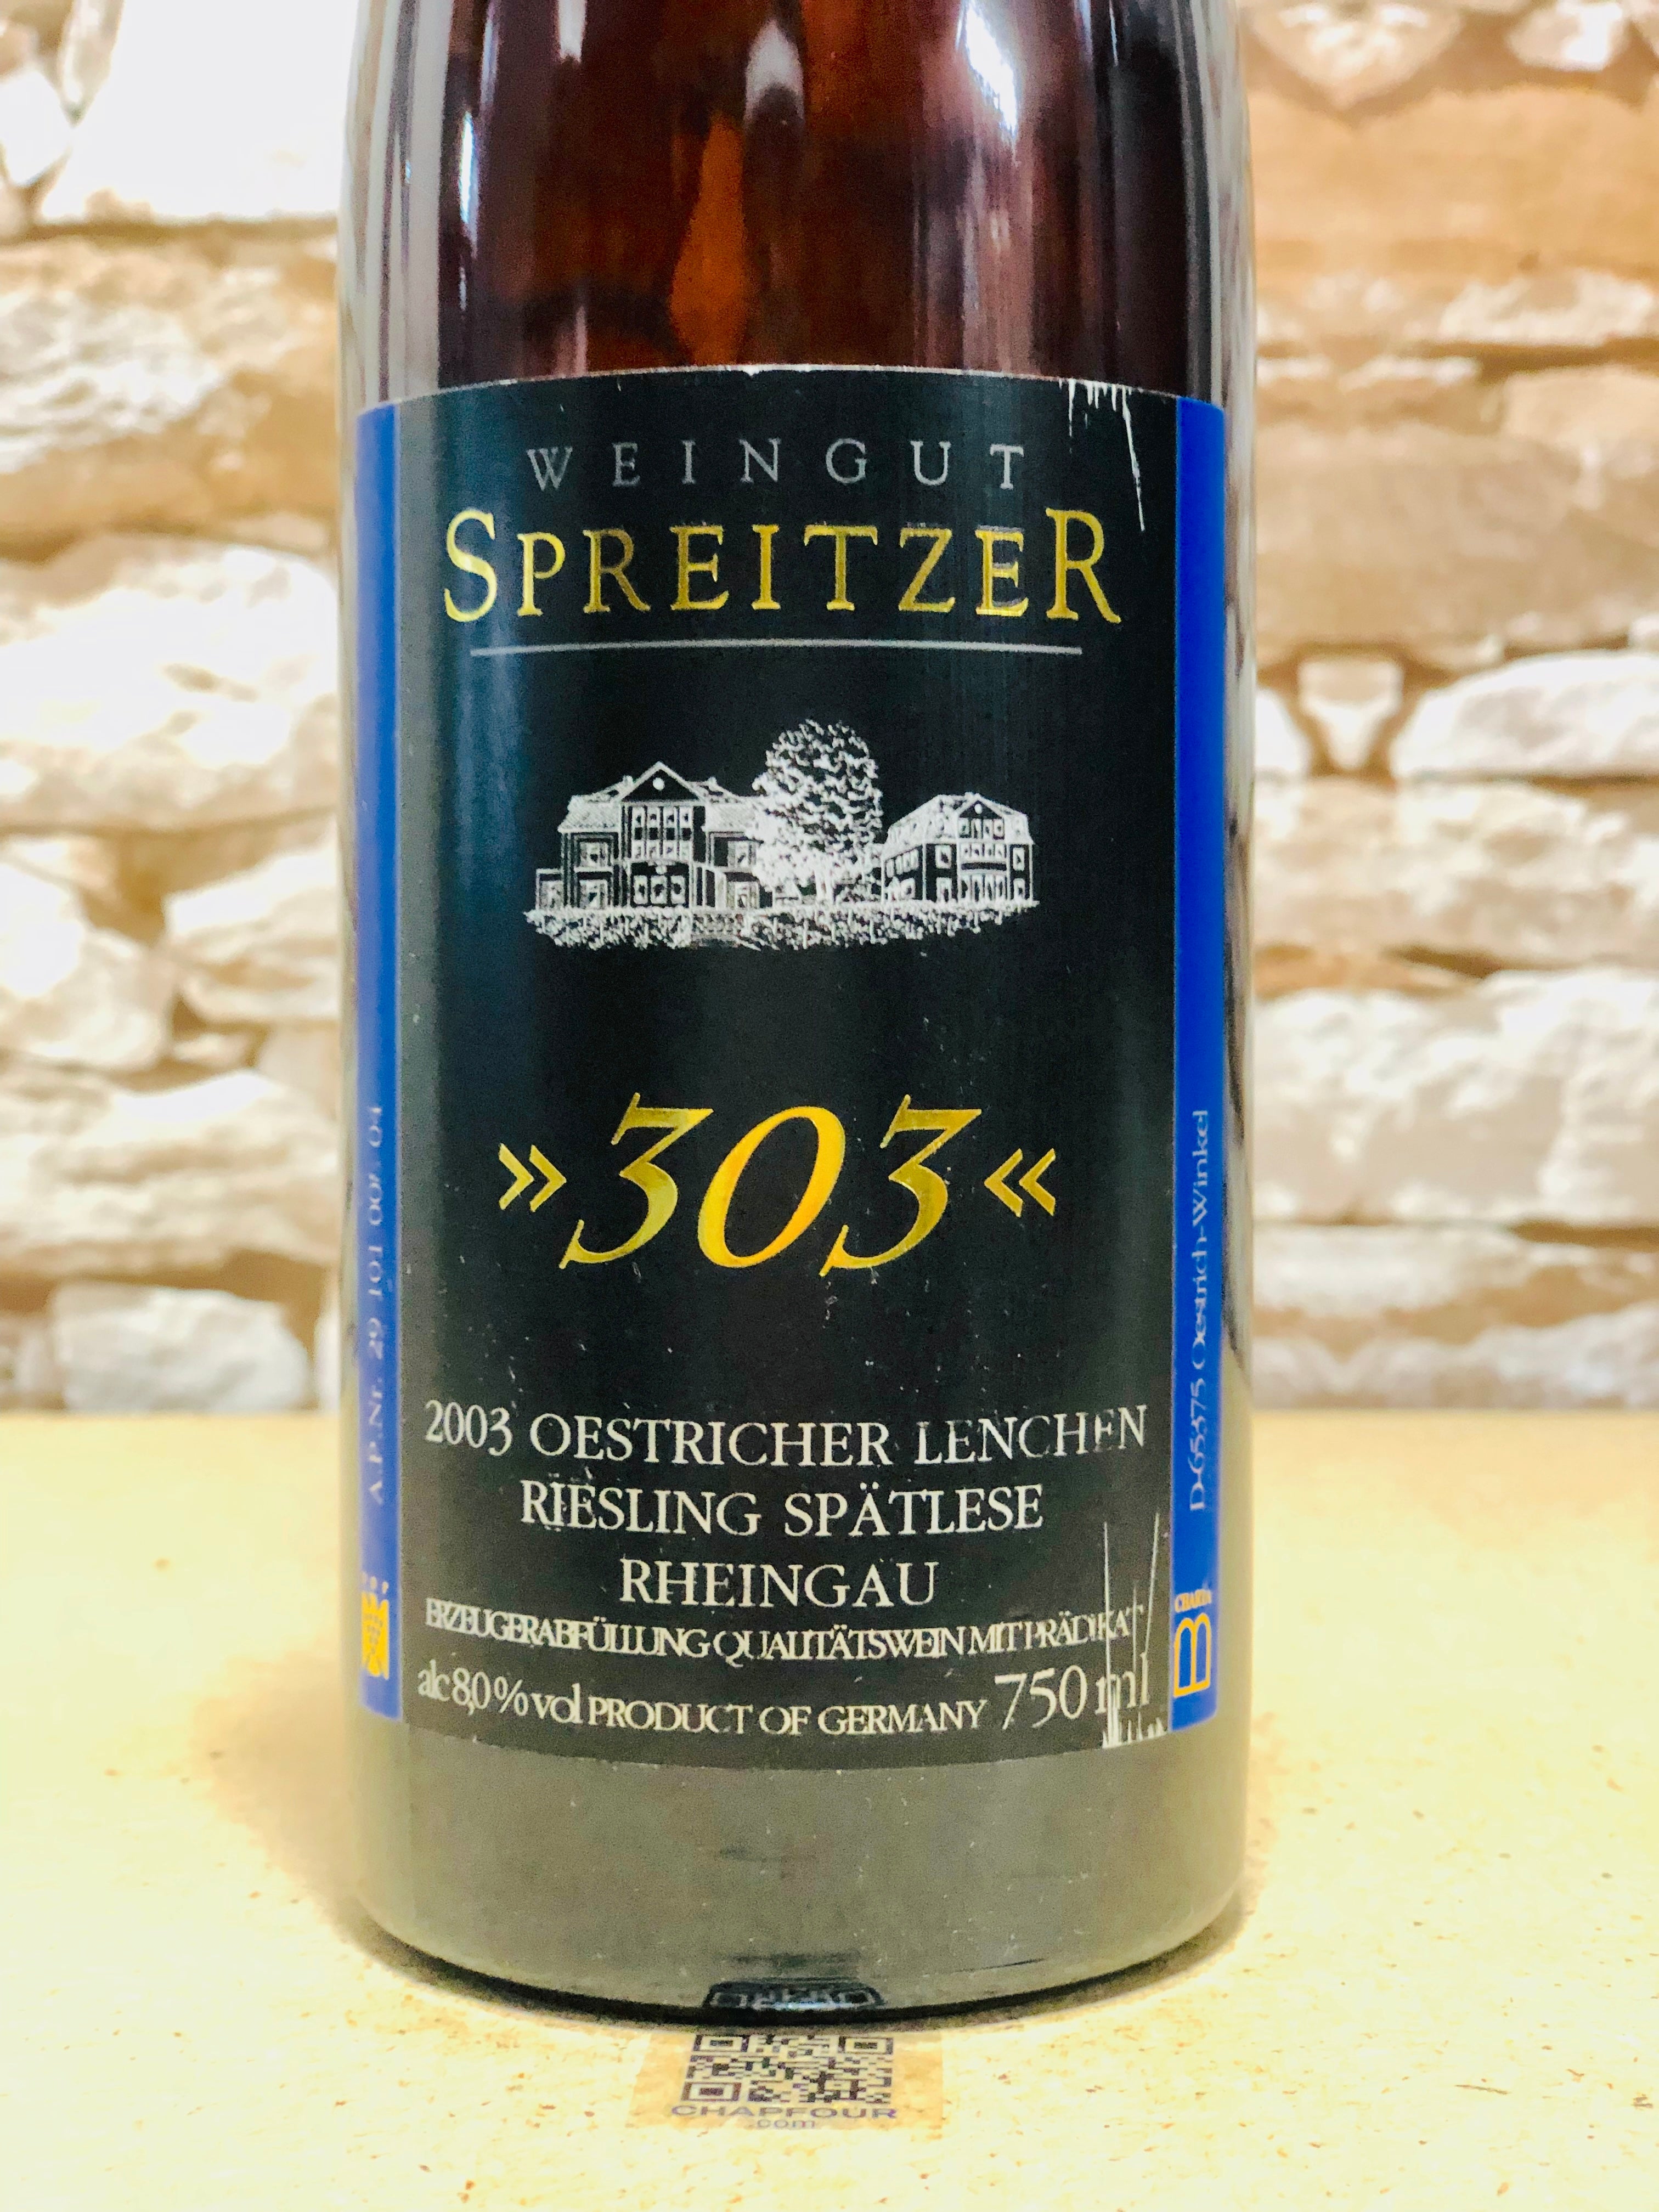 WEINGUT
SPREITZER
»303«
2003 OESTRICHER LENCHEN
RIESLING SPÄTLESE
RHEINGAU
ERZEUGERABFÜLLUNG QUALITÄTSWEIN MIT PRÄDIKAT
alc 8,0 % vol PRODUCT OF GERMANY 750 ml
A.P.Nr. 29 101 006 04
D-65375 Oestrich-Winkel
CHARTA
CHAPFOUR
.com